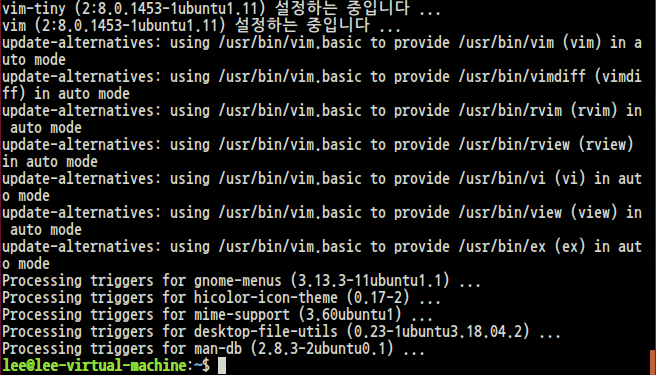 vim-tiny (2:8.0.1453-1ubuntu1.11) 설정하는 중입니다 ...
vim (2:8.0.1453-1ubuntu1.11) 설정하는 중입니다 ...
update-alternatives: using /usr/bin/vim.basic to provide /usr/bin/vim (vim) in a
uto mode
update-alternatives: using /usr/bin/vim.basic to provide /usr/bin/vimdiff (vimdi
ff) in auto mode
update-alternatives: using /usr/bin/vim.basic to provide /usr/bin/rvim (rvim) in
 auto mode
update-alternatives: using /usr/bin/vim.basic to provide /usr/bin/rview (rview)
in auto mode
update-alternatives: using /usr/bin/vim.basic to provide /usr/bin/vi (vi) in aut
o mode
update-alternatives: using /usr/bin/vim.basic to provide /usr/bin/view (view) in
 auto mode
update-alternatives: using /usr/bin/vim.basic to provide /usr/bin/ex (ex) in aut
o mode
Processing triggers for gnome-menus (3.13.3-11ubuntu1.1) ...
Processing triggers for hicolor-icon-theme (0.17-2) ...
Processing triggers for mime-support (3.60ubuntu1) ...
Processing triggers for desktop-file-utils (0.23-1ubuntu3.18.04.2) ...
Processing triggers for man-db (2.8.3-2ubuntu0.1) ...
lee@lee-virtual-machine:~$